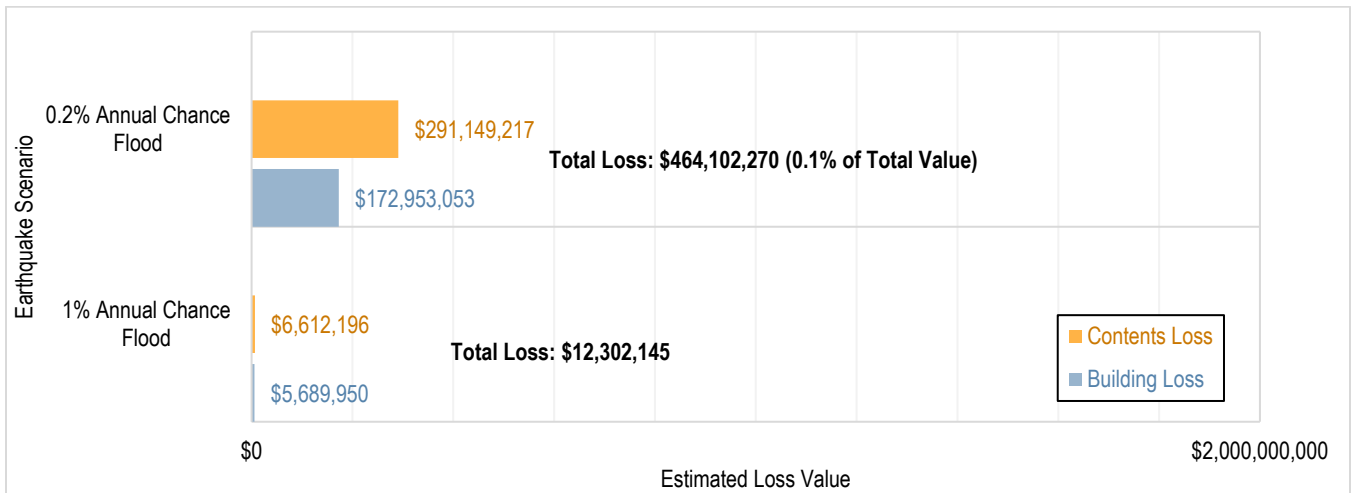 Earthquake Scenario
0.2% Annual Chance
Flood
$291,149,217
Total Loss: $464,102,270 (0.1% of Total Value)
$172,953,053
1% Annual Chance
Flood
$6,612,196
Total Loss: $12,302,145
$5,689,950
Contents Loss
Building Loss
$0
$2,000,000,000
Estimated Loss Value